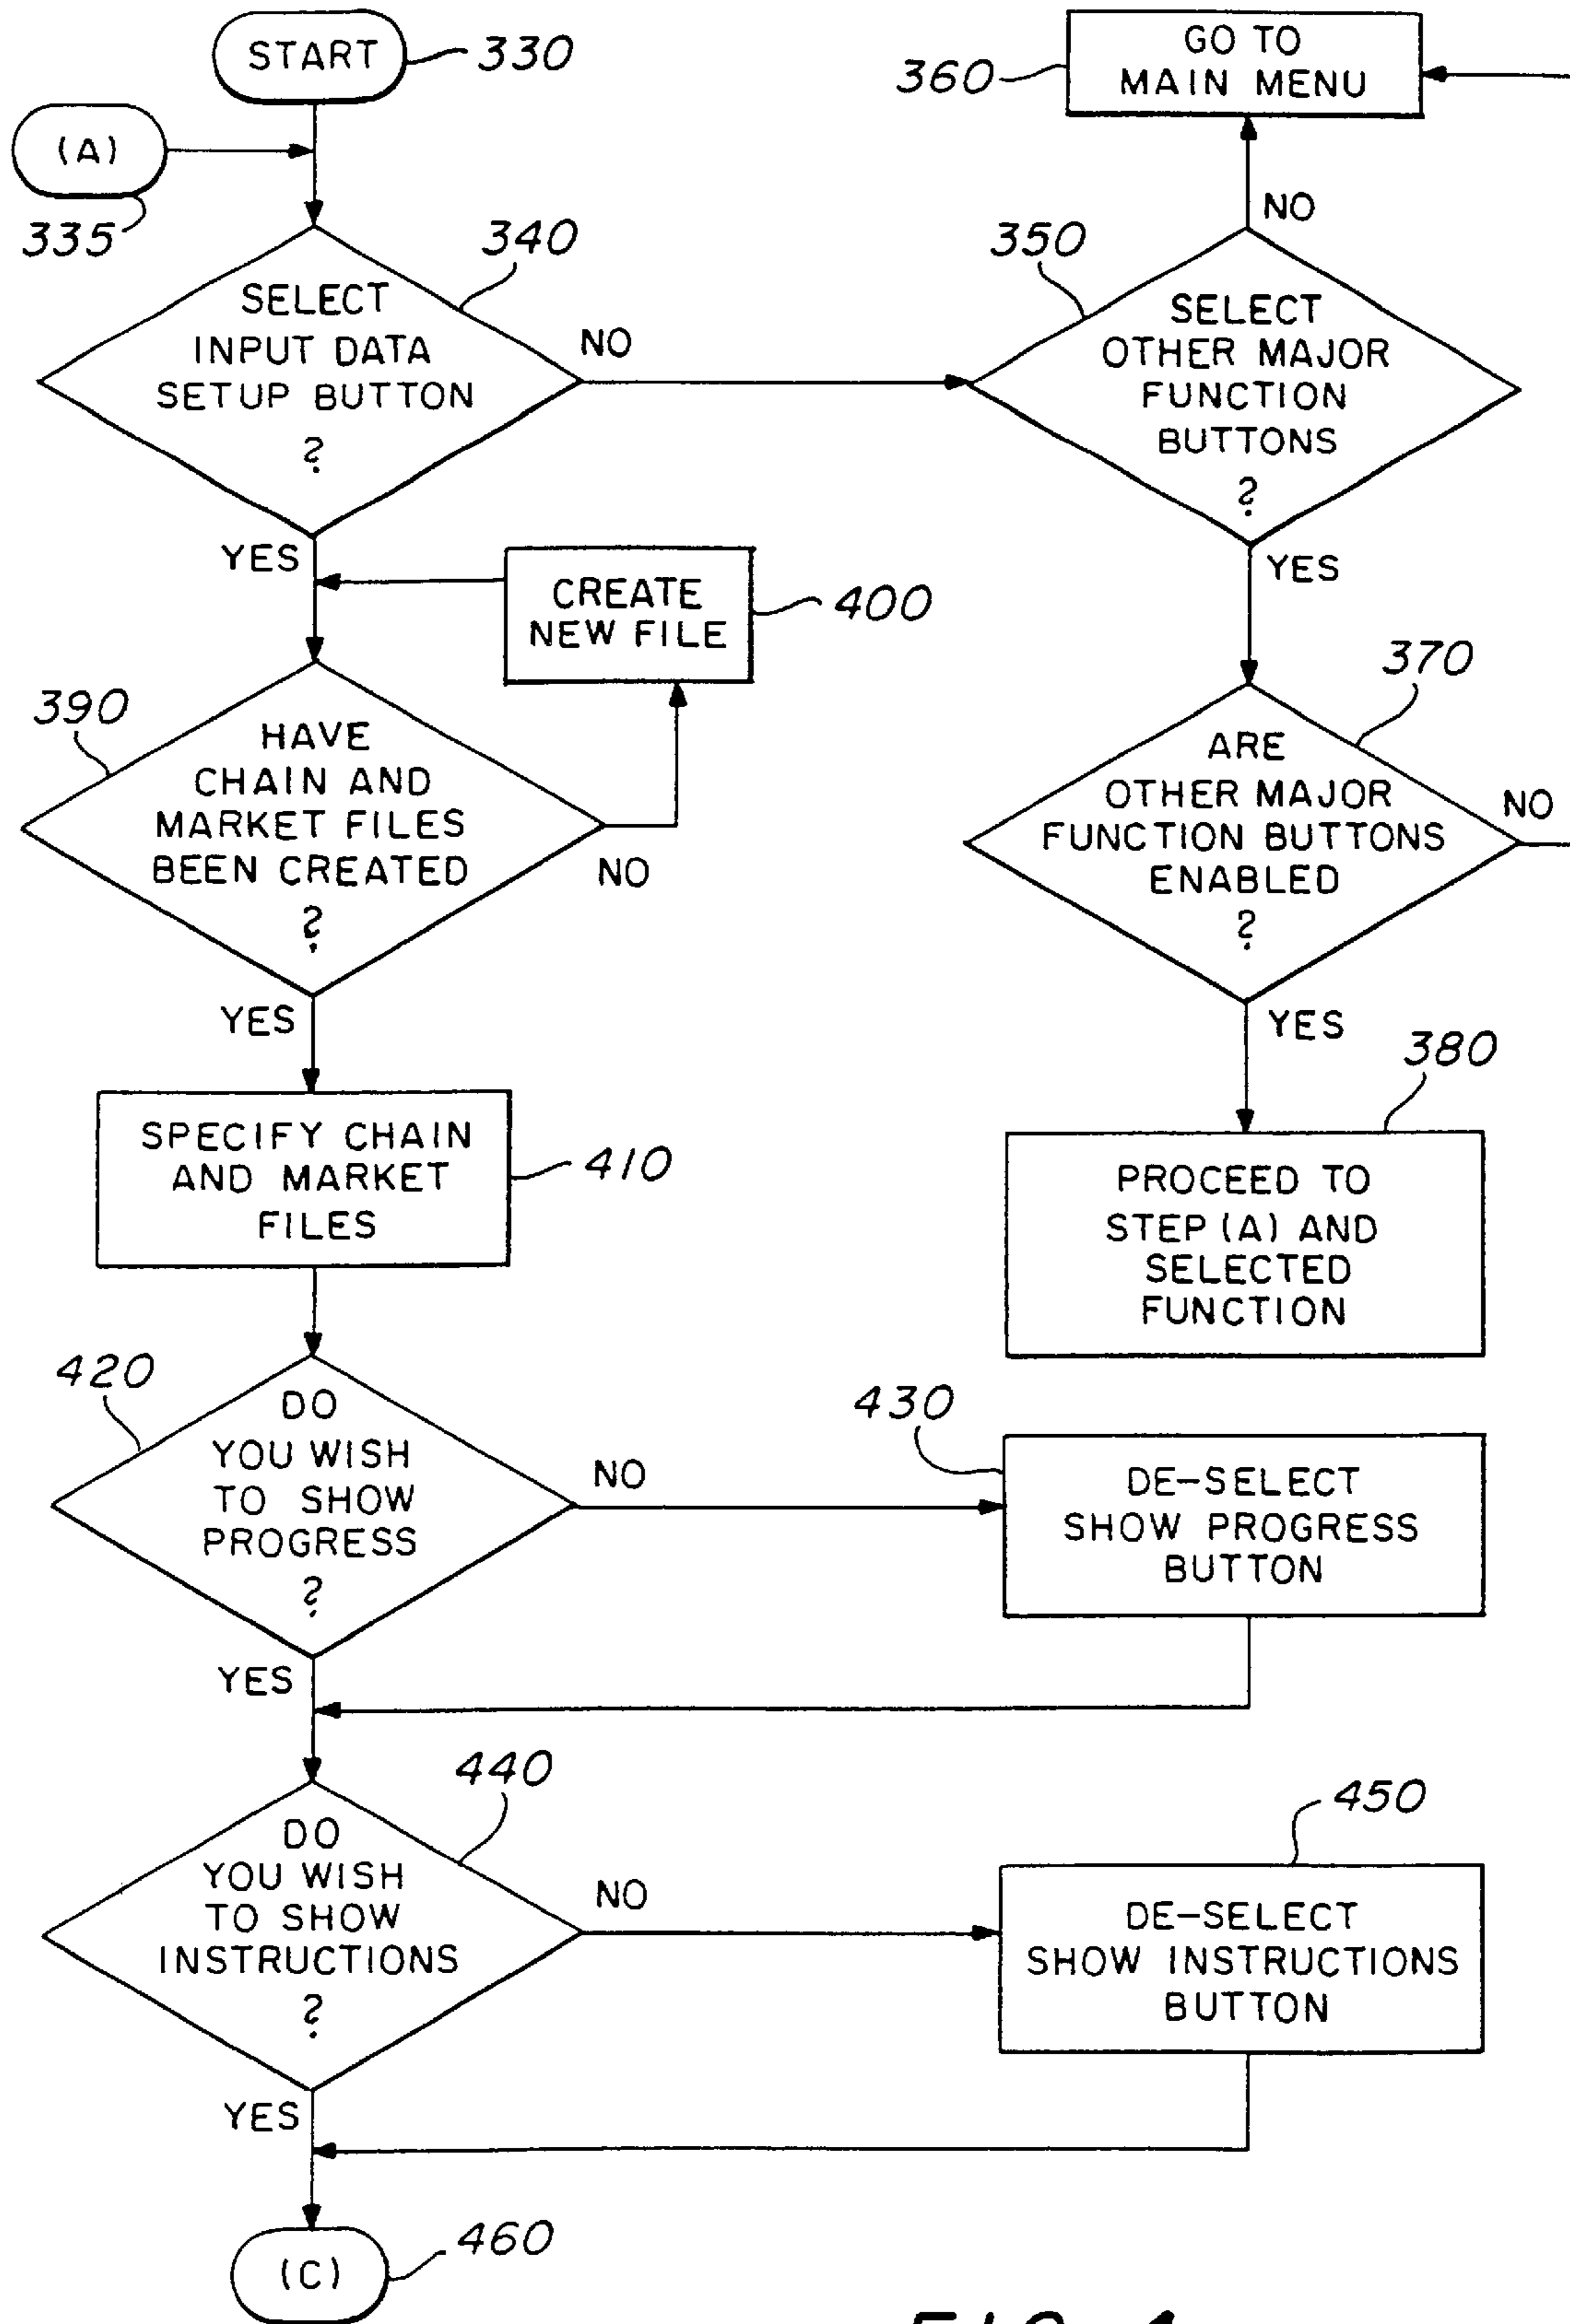 START
330
(A)
335
GO TO
MAIN MENU
360
SELECT
INPUT DATA
SETUP BUTTON
?
340
NO
YES
SELECT
OTHER MAJOR
FUNCTION
BUTTONS
?
350
NO
YES
CREATE
NEW FILE
400
HAVE
CHAIN AND
MARKET FILES
BEEN CREATED
?
390
NO
YES
ARE
OTHER MAJOR
FUNCTION BUTTONS
ENABLED
?
370
NO
YES
SPECIFY CHAIN
AND MARKET
FILES
410
PROCEED TO
STEP (A) AND
SELECTED
FUNCTION
380
DO
YOU WISH
TO SHOW
PROGRESS
?
420
NO
YES
DE-SELECT
SHOW PROGRESS
BUTTON
430
DO
YOU WISH
TO SHOW
INSTRUCTIONS
?
440
NO
YES
DE-SELECT
SHOW INSTRUCTIONS
BUTTON
450
(C)
460